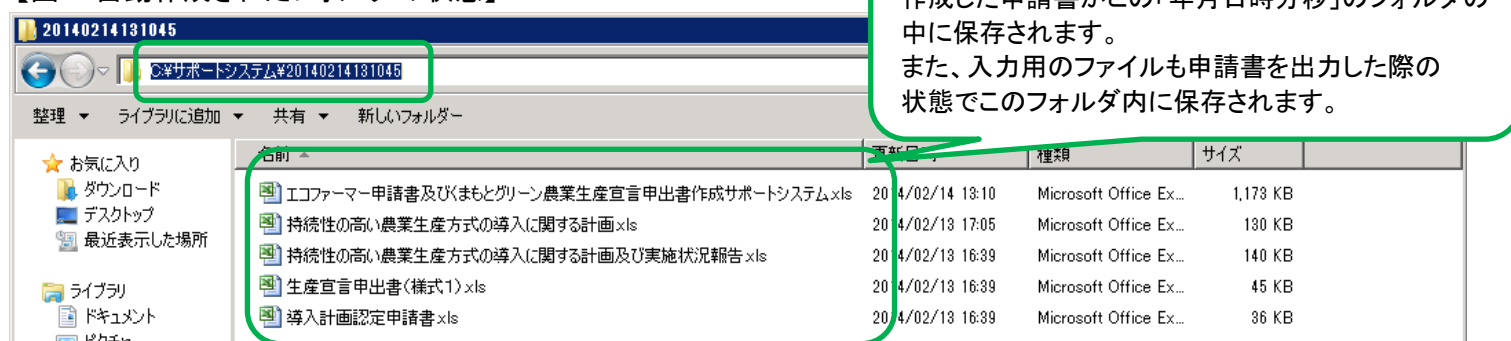 作成した申請書がこの「年月日時分秒」のフォルダの
中に保存されます。
また、入力用のファイルも申請書を出力した際の
状態でこのフォルダ内に保存されます。
20140214131045
C:¥サポートシステム¥20140214131045
整理 ライブラリに追加 共有 新しいフォルダー
名前 種類 サイズ
お気に入り
ダウンロード
デスクトップ
最近表示した場所
ライブラリ
ドキュメント
エコファーマー申請書及びくまもとグリーン農業生産宣言申出書作成サポートシステム.xls 2014/02/14 13:10 Microsoft Office Ex... 1,173 KB
持続性の高い農業生産方式の導入に関する計画.xls 2014/02/13 17:05 Microsoft Office Ex... 130 KB
持続性の高い農業生産方式の導入に関する計画及び実施状況報告.xls 2014/02/13 16:39 Microsoft Office Ex... 140 KB
生産宣言申出書(様式1).xls 2014/02/13 16:39 Microsoft Office Ex... 45 KB
導入計画認定申請書.xls 2014/02/13 16:39 Microsoft Office Ex... 36 KB